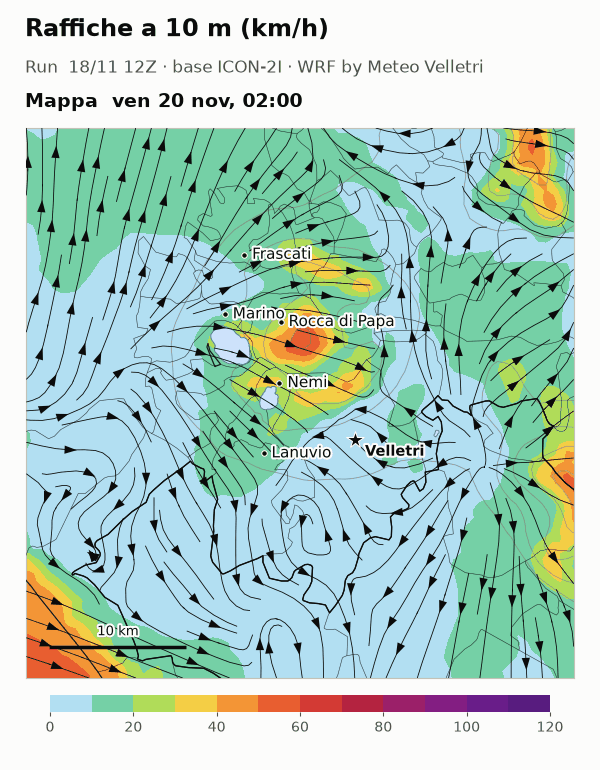 Raffiche a 10 m (km/h)
Run 18/11 12Z · base ICON-2I · WRF by Meteo Velletri
Mappa ven 20 nov, 02:00
Frascati
Marino
Rocca di Papa
Nemi
Velletri
Lanuvio
10 km
0 20 40 60 80 100 120